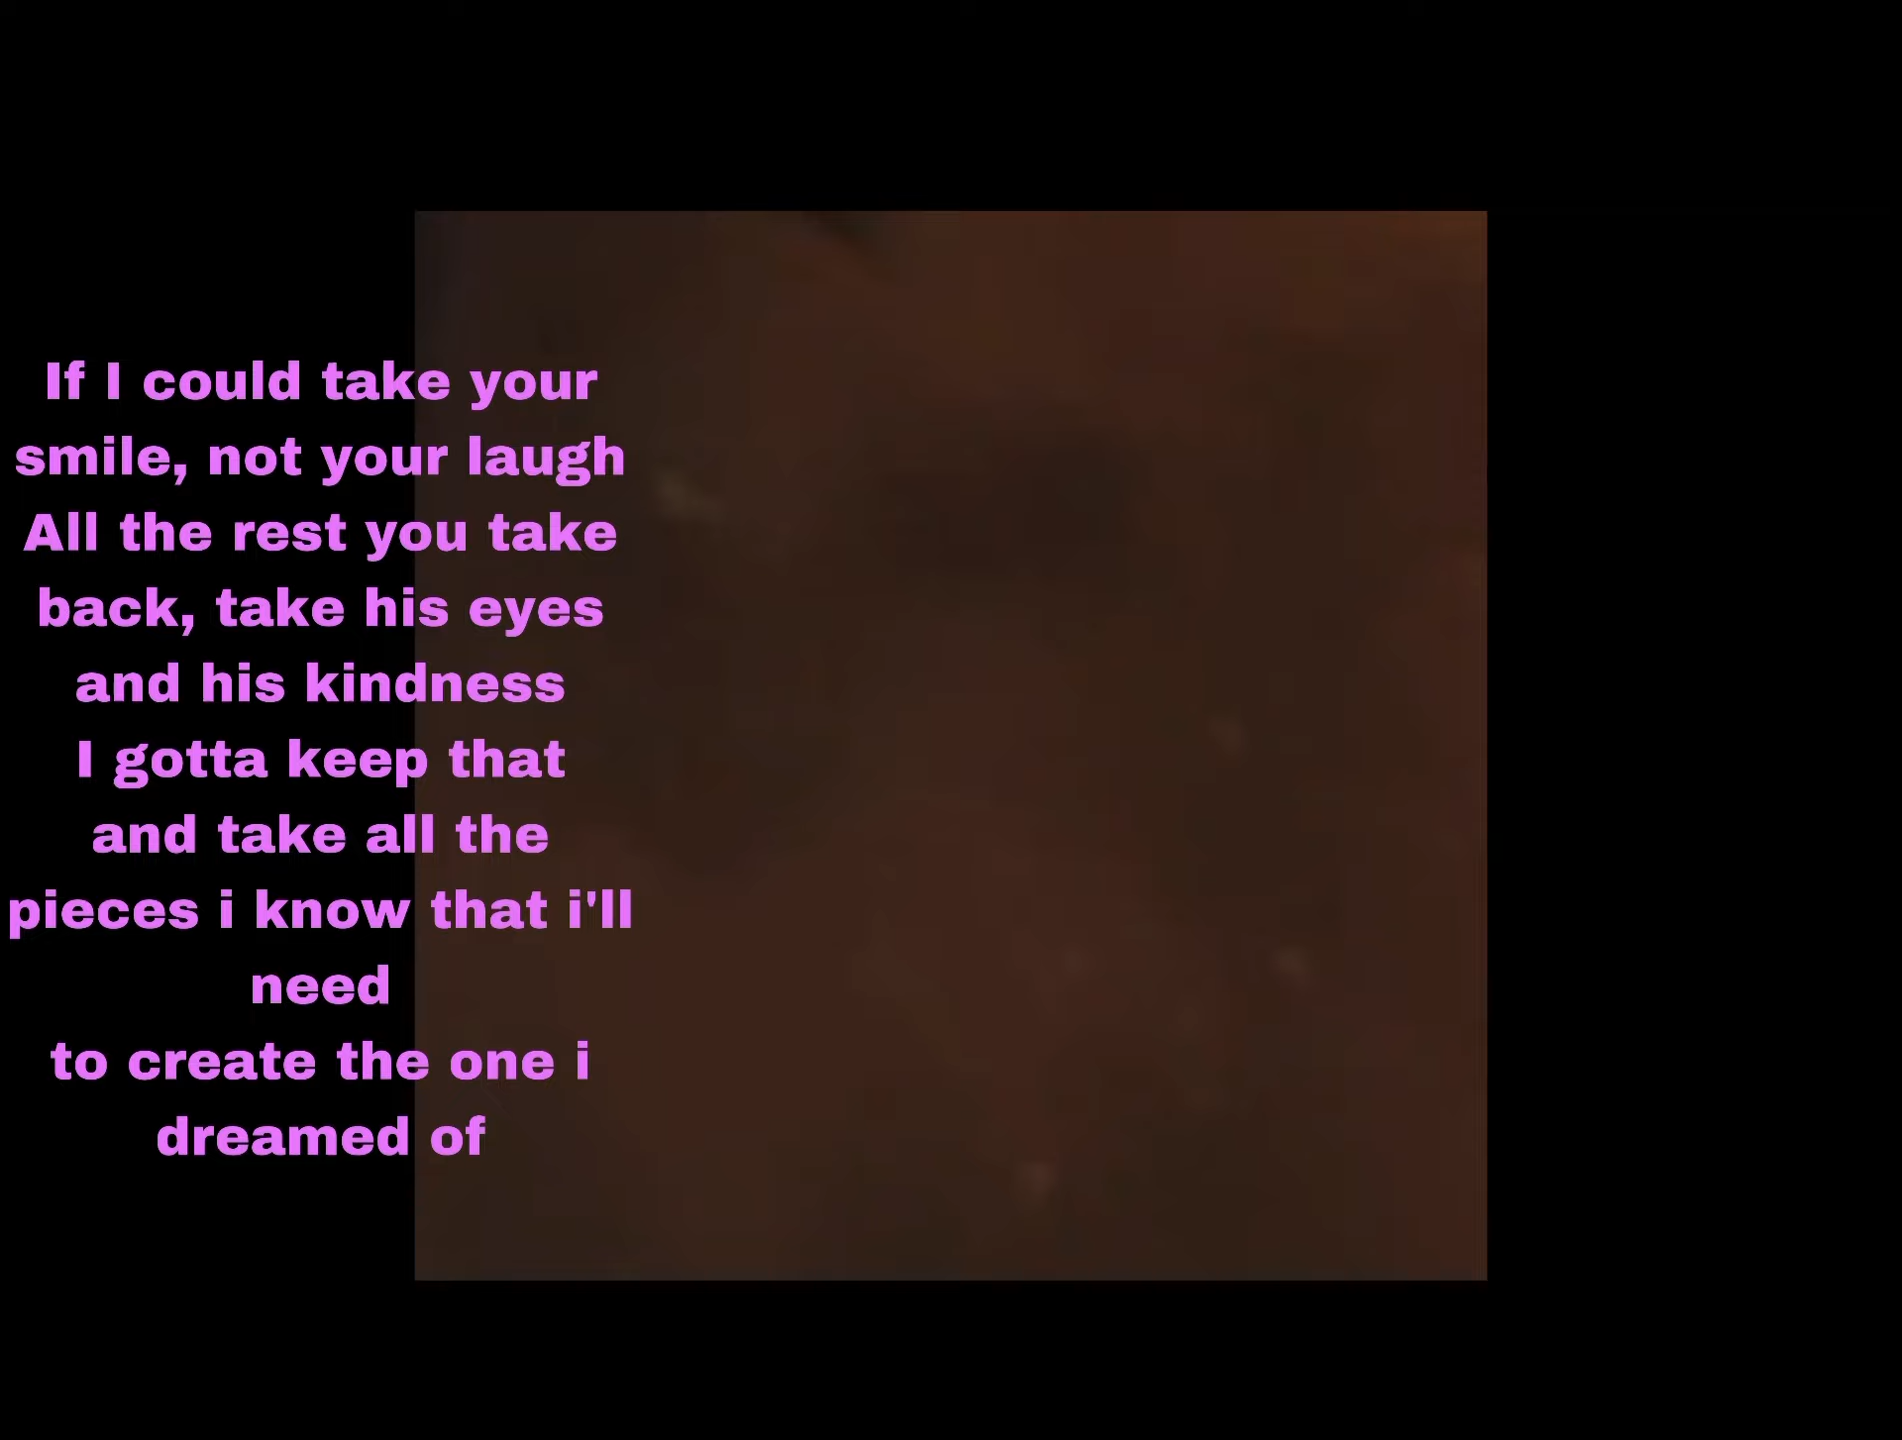 If I could take your
smile, not your laugh
All the rest you take
back, take his eyes
and his kindness
I gotta keep that
and take all the
pieces i know that i'll
need
to create the one i
dreamed of